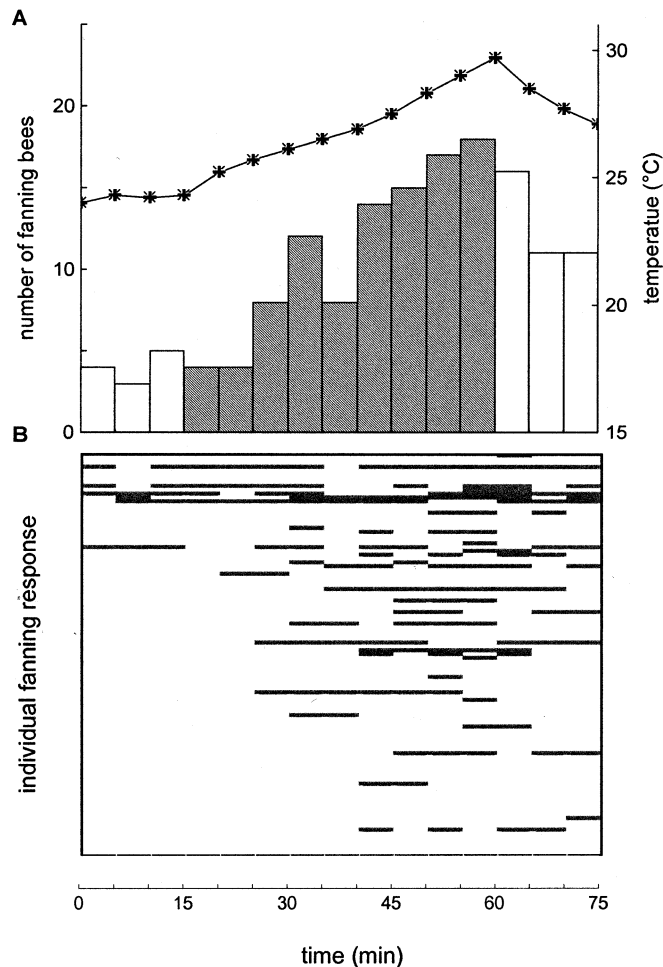 A
number of fanning bees
20
10
0
30
25
20
15
temperatue (°C)
B
individual fanning response
0 15 30 45 60 75
time (min)